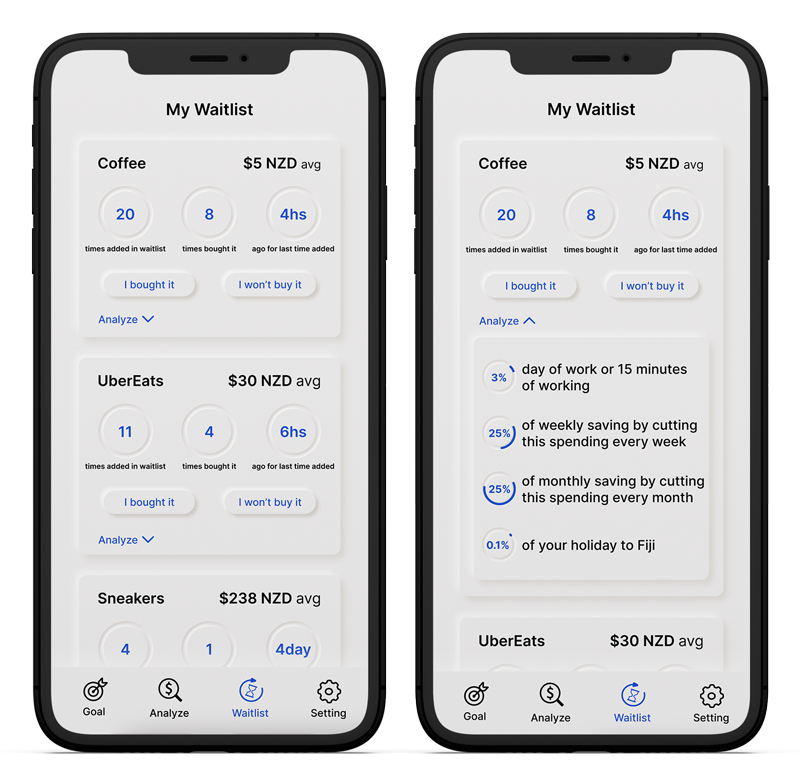 My Waitlist
Coffee $5 NZD avg
20 8 4hs
times added in waitlist times bought it ago for last time added
I bought it I won't buy it
Analyze
UberEats $30 NZD avg
11 4 6hs
times added in waitlist times bought it ago for last time added
I bought it I won't buy it
Analyze
Sneakers $238 NZD avg
4 1 4day
Goal Analyze Waitlist Setting
My Waitlist
Coffee $5 NZD avg
20 8 4hs
times added in waitlist times bought it ago for last time added
I bought it I won't buy it
Analyze
3% day of work or 15 minutes
of working
25% of weekly saving by cutting
this spending every week
25% of monthly saving by cutting
this spending every month
0.1% of your holiday to Fiji
UberEats $30 NZD avg
Goal Analyze Waitlist Setting